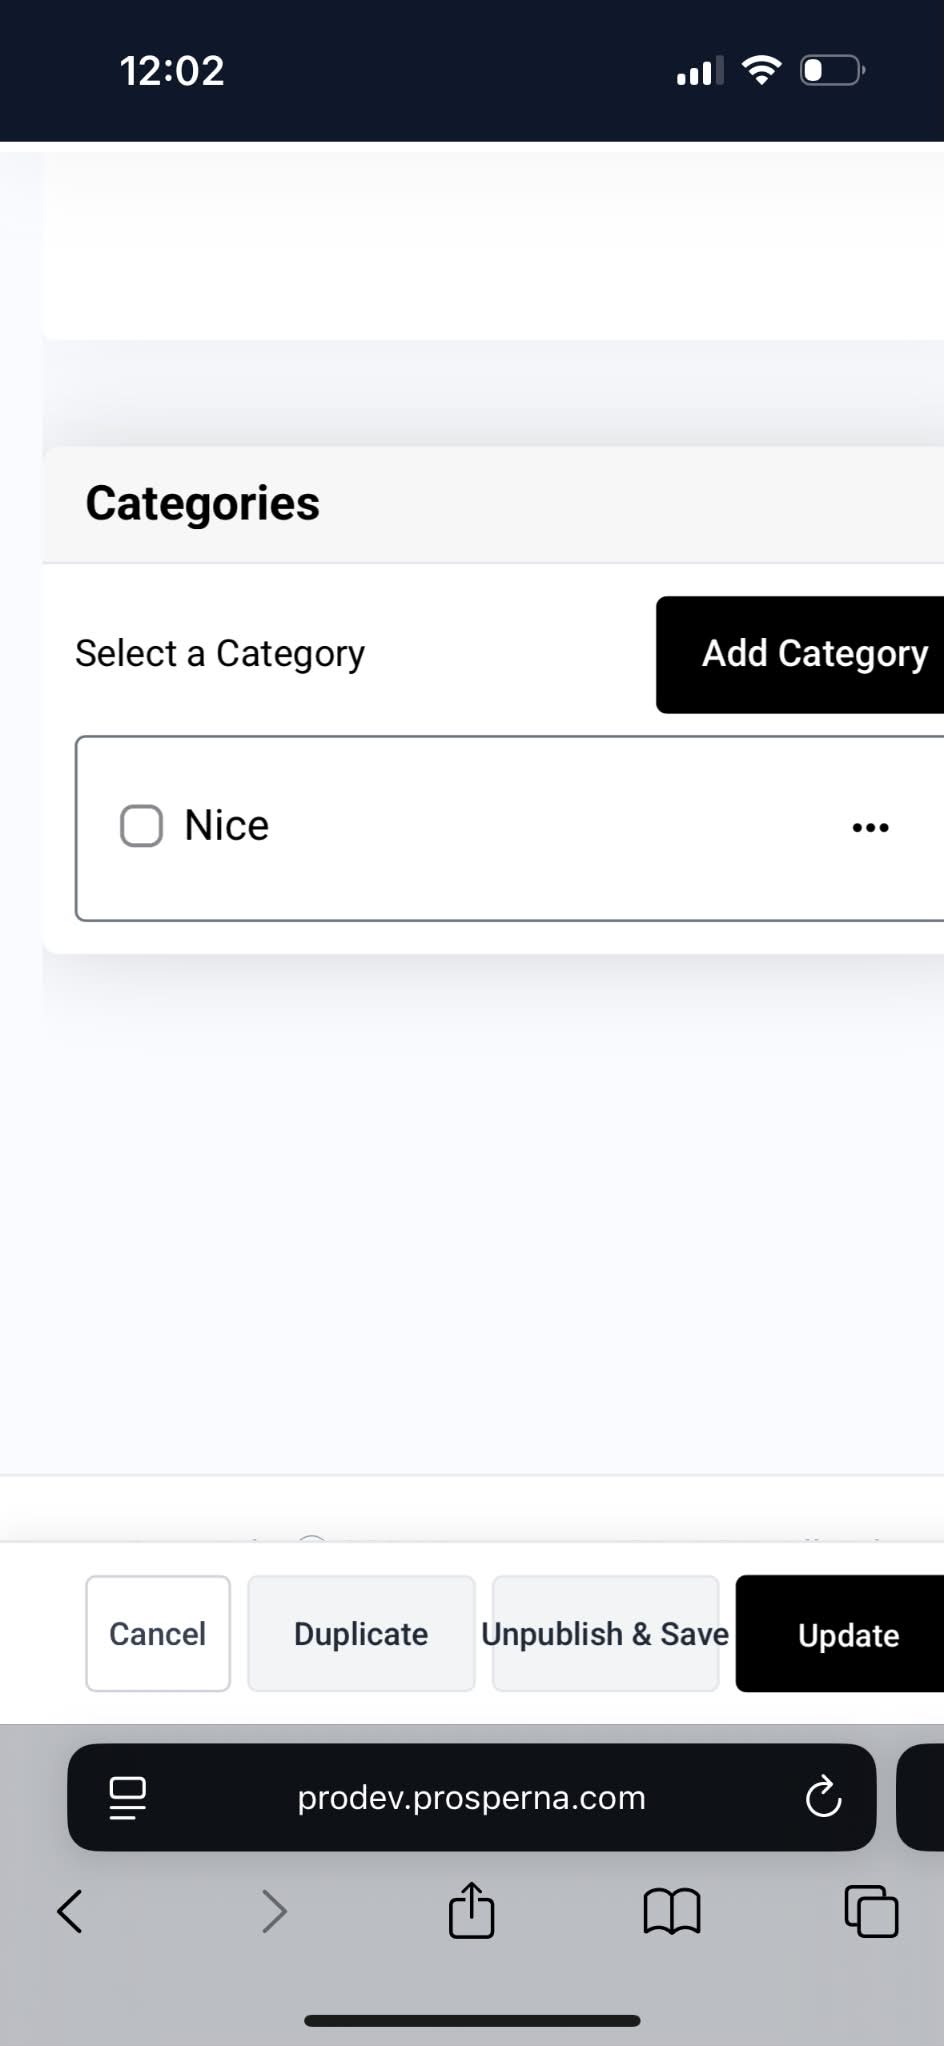 12:02
Categories
Select a Category
Add Category
Nice
Cancel
Duplicate
Unpublish & Save
Update
prodev.prosperna.com